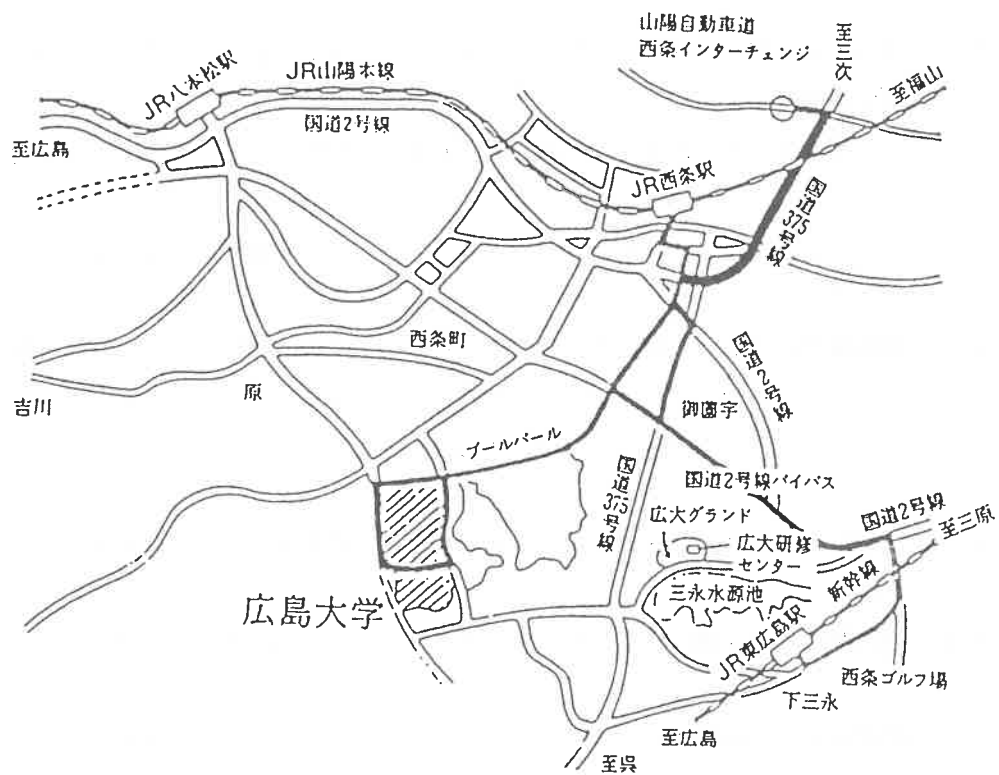 山陽自動車道
西条インターチェンジ
至三次
JR八本松駅
JR山陽本線
国道2号線
至福山
至広島
JR西条駅
国道375号線
西条町
国道2号線
吉川
原
御薗宇
ブールバール
国道375号線
国道2号線バイパス
広大グランド
国道2号線
至三原
広大研修
センター
新幹線
三永水源池
広島大学
JR東広島駅
西条ゴルフ場
下三永
至広島
至呉